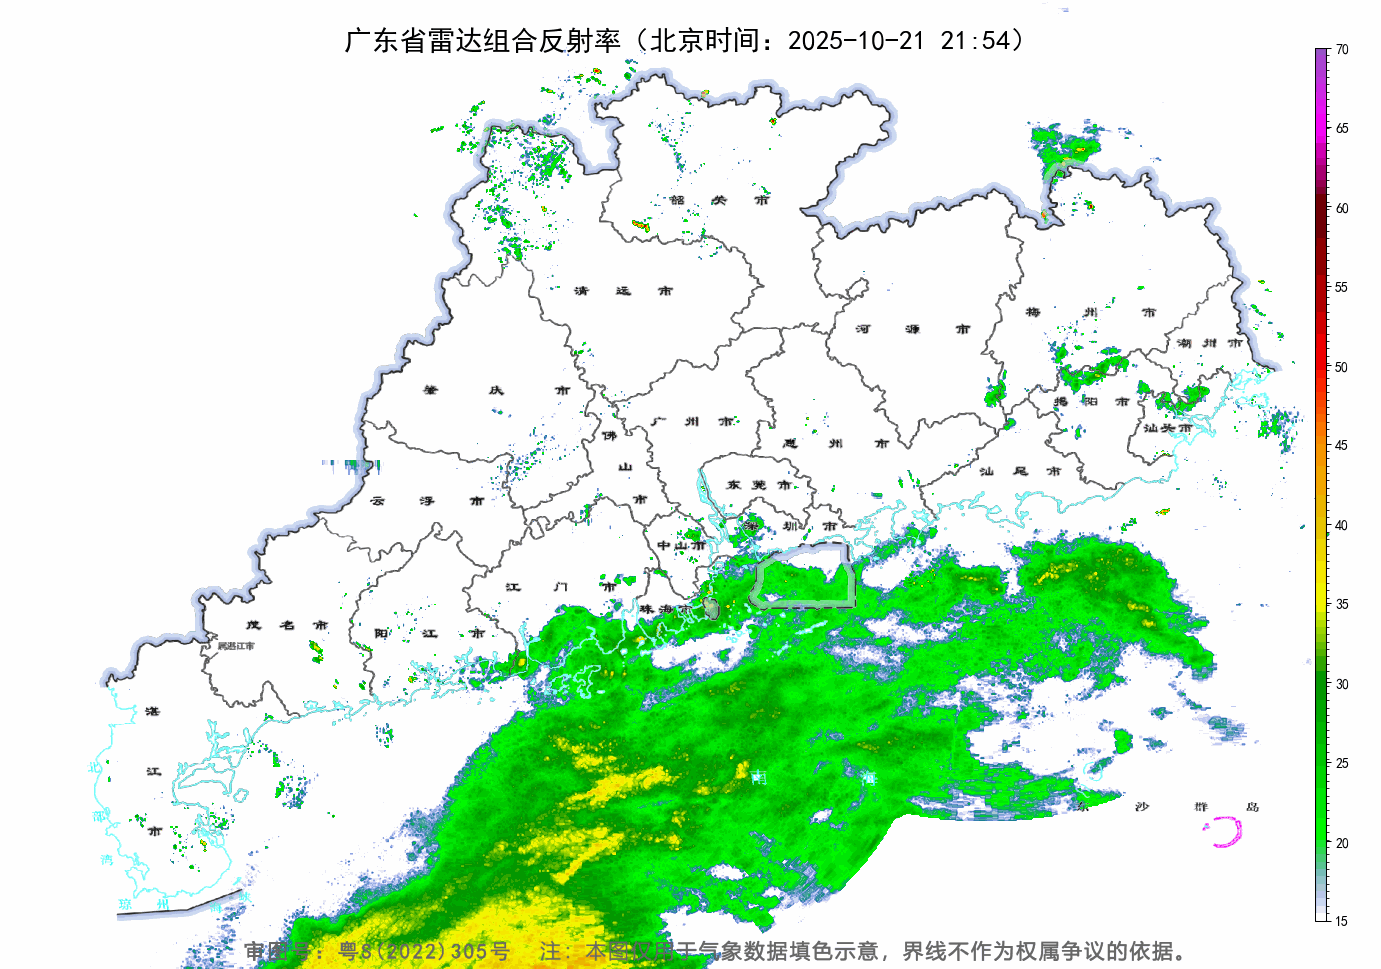 广东省雷达组合反射率（北京时间：2025-10-21 21:54）
70
65
60
55
50
45
40
35
30
25
20
15
韶关市
清远市
河源市
梅州市
潮州市
肇庆市
广州市
佛山市
惠州市
揭阳市
汕头市
汕尾市
东莞市
云浮市
深圳市
中山市
江门市
珠海市
茂名市
属湛江市
阳江市
湛江市
北部湾
琼州海峡
南海
东沙群岛
审图号：粤S(2022)305号 注：本图仅用于气象数据填色示意，界线不作为权属争议的依据。